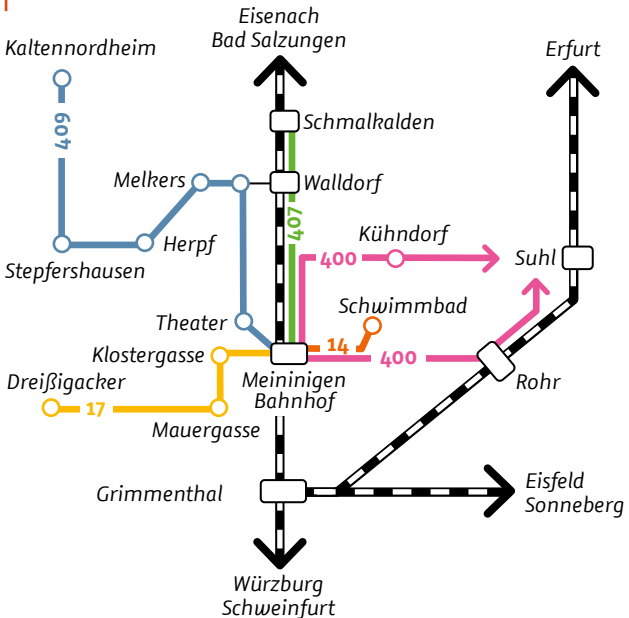 Eisenach
Bad Salzungen
Kaltennordheim
Erfurt
409
Schmalkalden
Melkers
Walldorf
407
Kühndorf
Herpf
400
Suhl
Stepfershausen
Schwimmbad
Theater
14
Klostergasse
400
Dreißigacker
Meininigen
Bahnhof
Rohr
17
Mauergasse
Grimmenthal
Eisfeld
Sonneberg
Würzburg
Schweinfurt